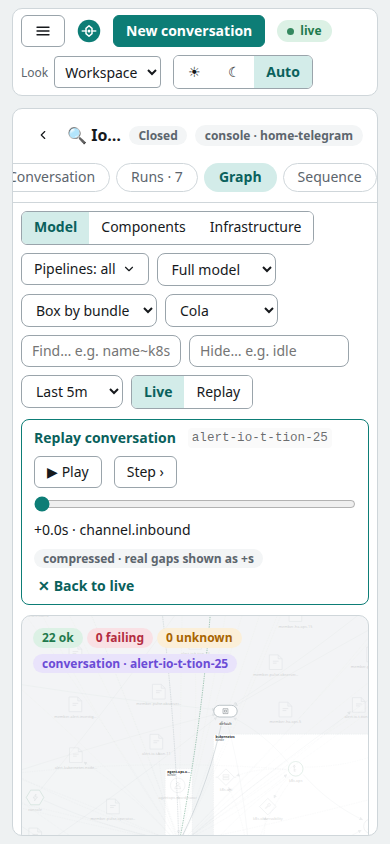 New conversation
live
Look
Workspace
Auto
Io...
Closed
console · home-telegram
Conversation
Runs · 7
Graph
Sequence
Model
Components
Infrastructure
Pipelines: all
Full model
Box by bundle
Cola
Find... e.g. name~k8s
Hide... e.g. idle
Last 5m
Live
Replay
Replay conversation
alert-io-t-tion-25
▶ Play
Step ›
+0.0s · channel.inbound
compressed · real gaps shown as +s
✕ Back to live
22 ok
0 failing
0 unknown
conversation · alert-io-t-tion-25
default